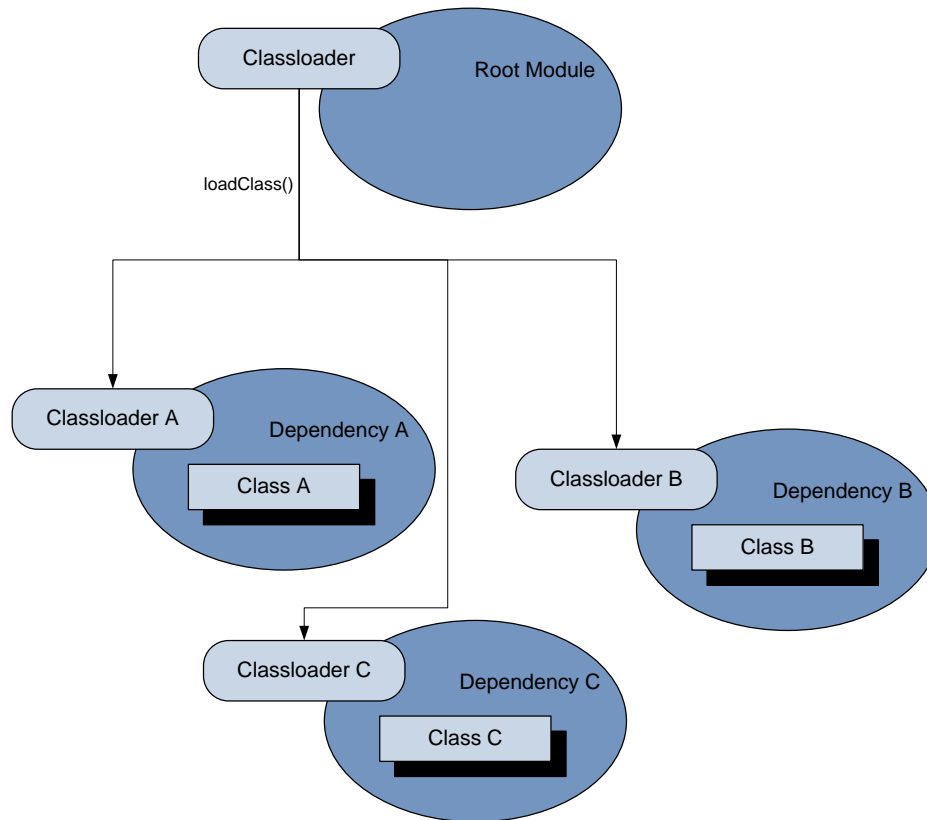 Classloader
Root Module
loadClass()
Classloader A
Dependency A
Class A
Classloader B
Dependency B
Class B
Classloader C
Dependency C
Class C